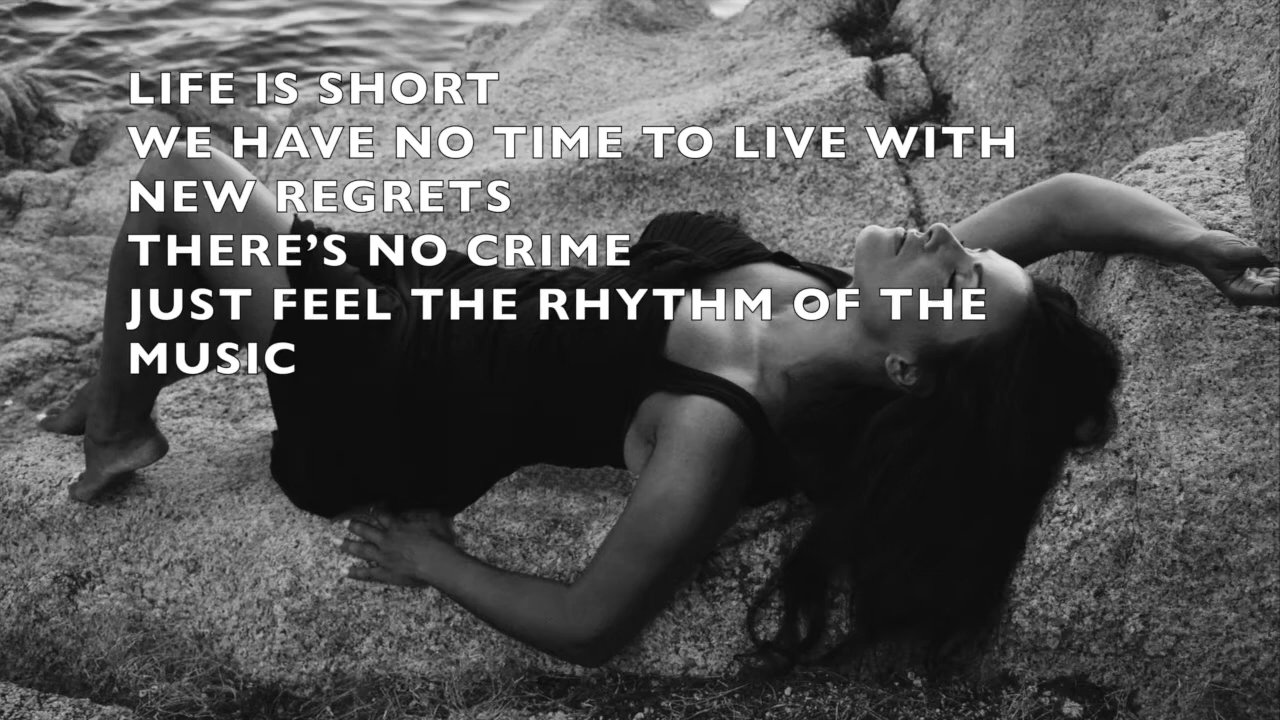 LIFE IS SHORT
WE HAVE NO TIME TO LIVE WITH
NEW REGRETS
THERE’S NO CRIME
JUST FEEL THE RHYTHM OF THE
MUSIC